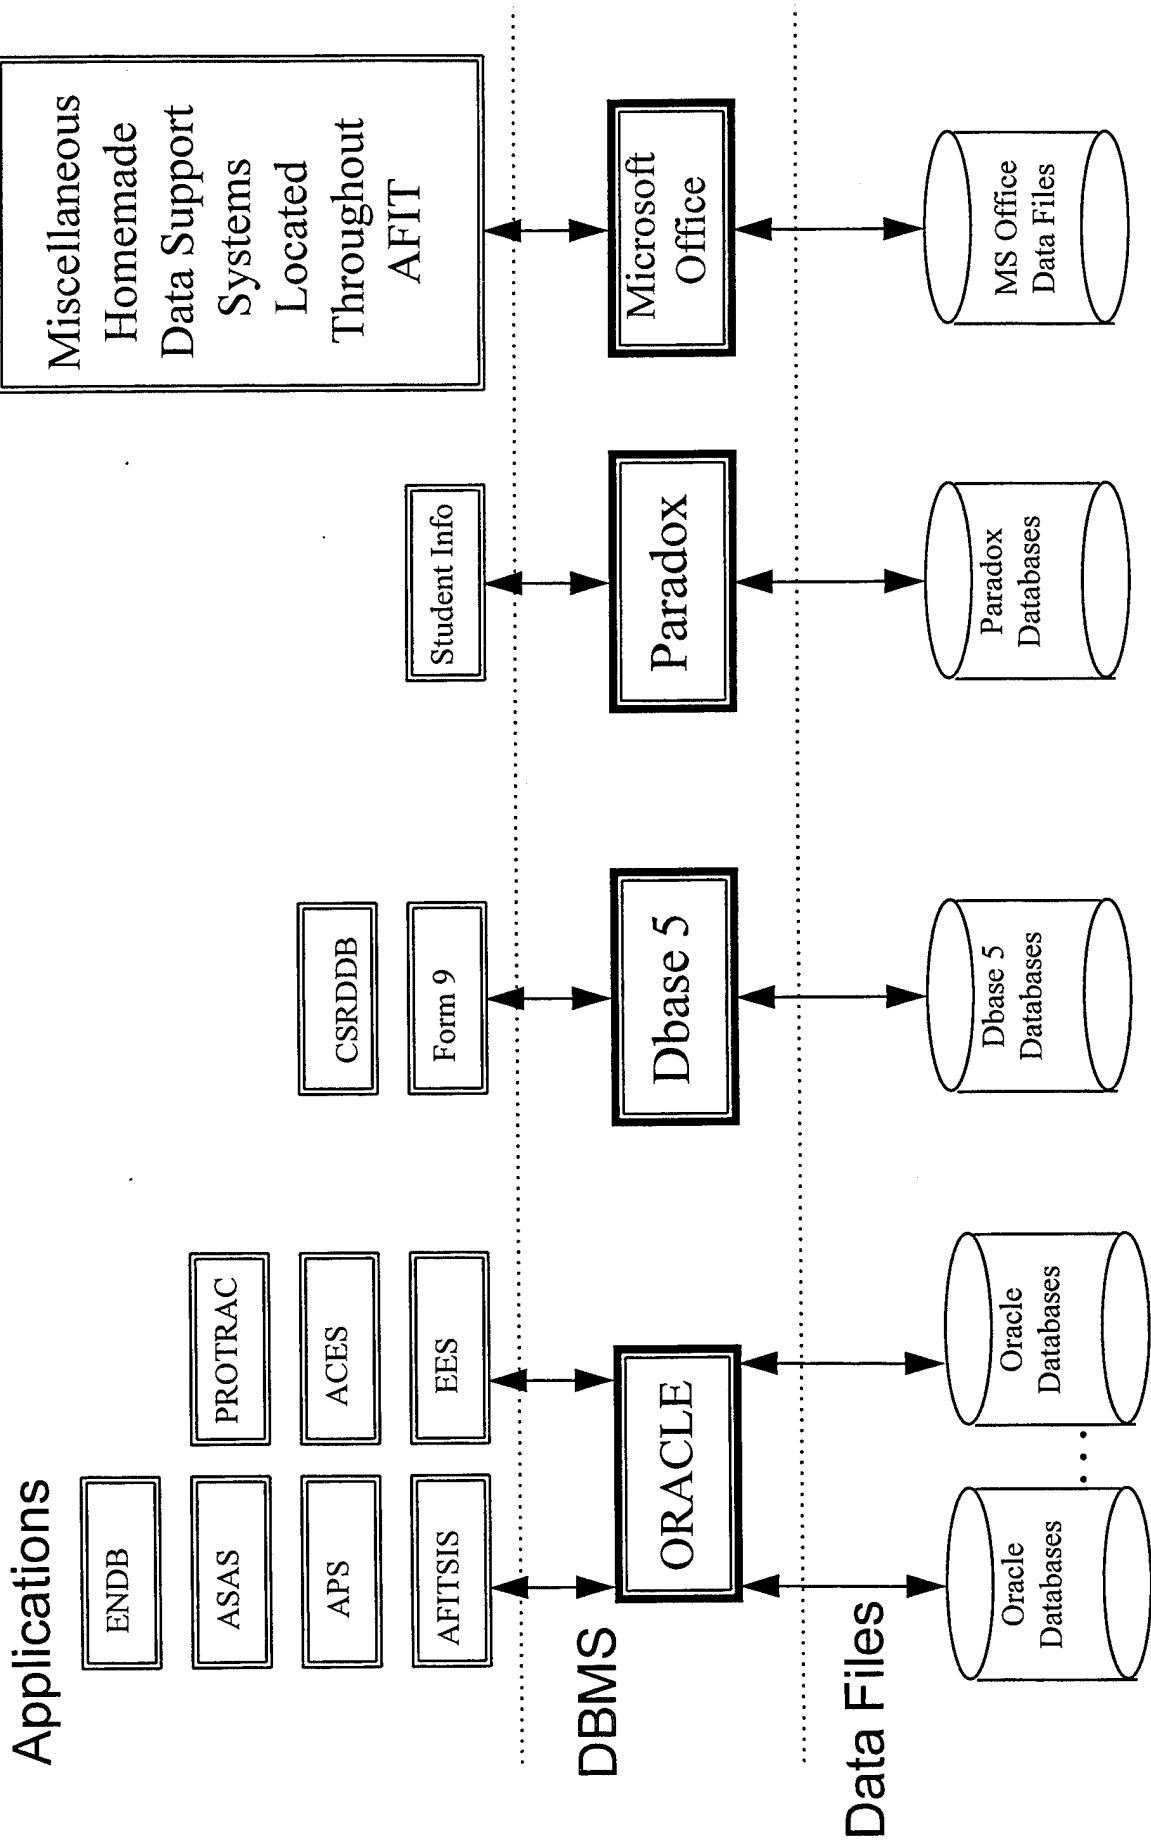 Applications
ENDB
ASAS
APS
AFITSIS
PROTRAC
ACES
EES
CSRDDB
Form 9
Student Info
Miscellaneous
Homemade
Data Support
Systems
Located
Throughout
AFIT
DBMS
ORACLE
Dbase 5
Paradox
Microsoft
Office
Data Files
Oracle
Databases
...
Oracle
Databases
Dbase 5
Databases
Paradox
Databases
MS Office
Data Files